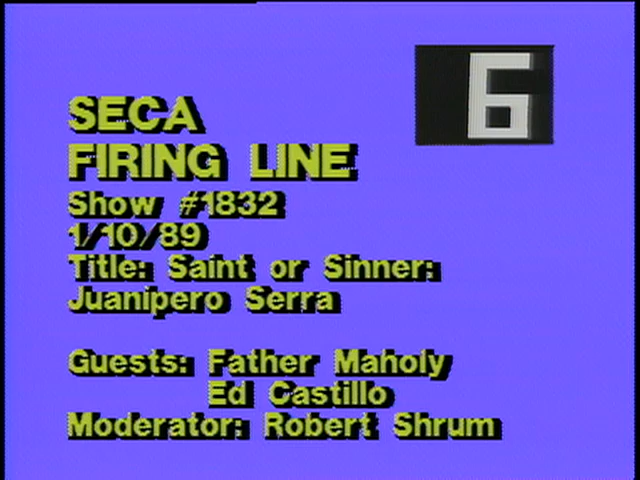 6
SECA
FIRING LINE
Show #1832
1/10/89
Title: Saint or Sinner:
Juanipero Serra
Guests: Father Maholy
Ed Castillo
Moderator: Robert Shrum